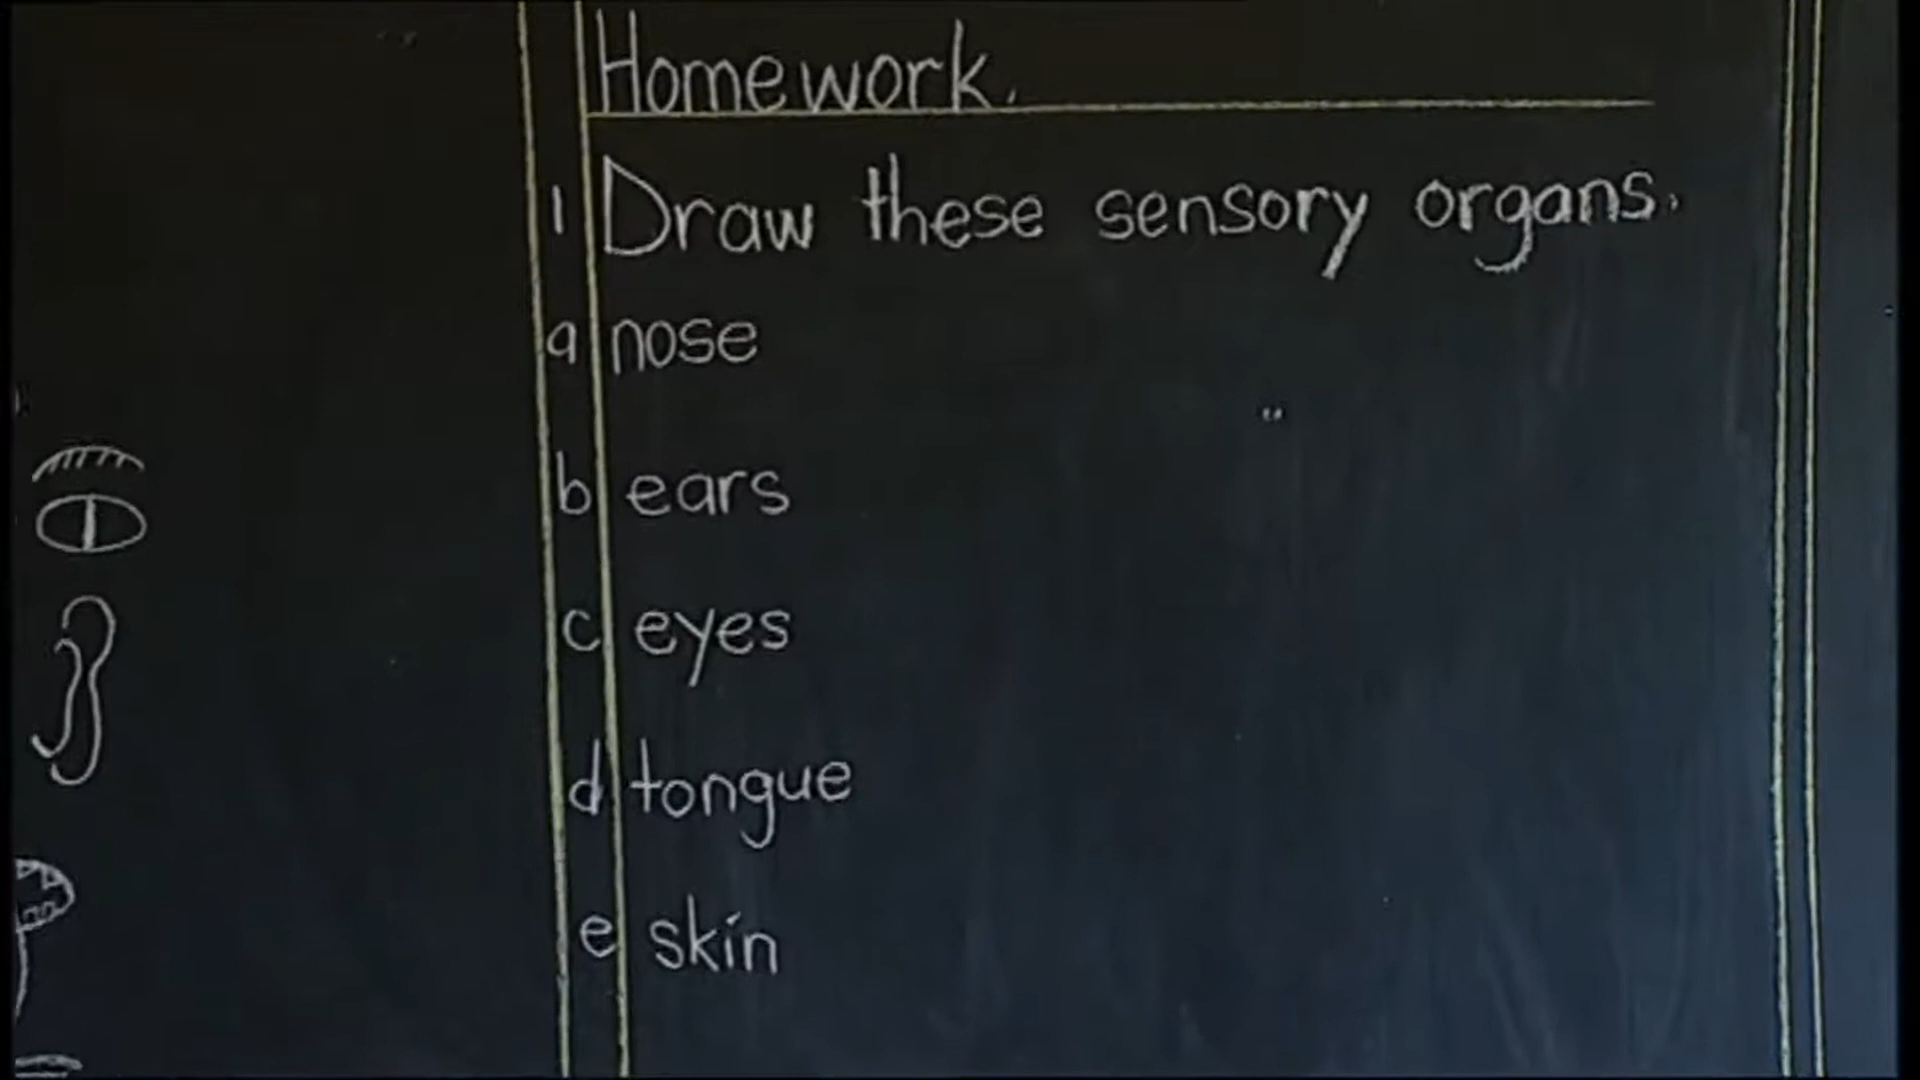 Homework.
1 Draw these sensory organs.
a nose
b ears
c eyes
d tongue
e skin